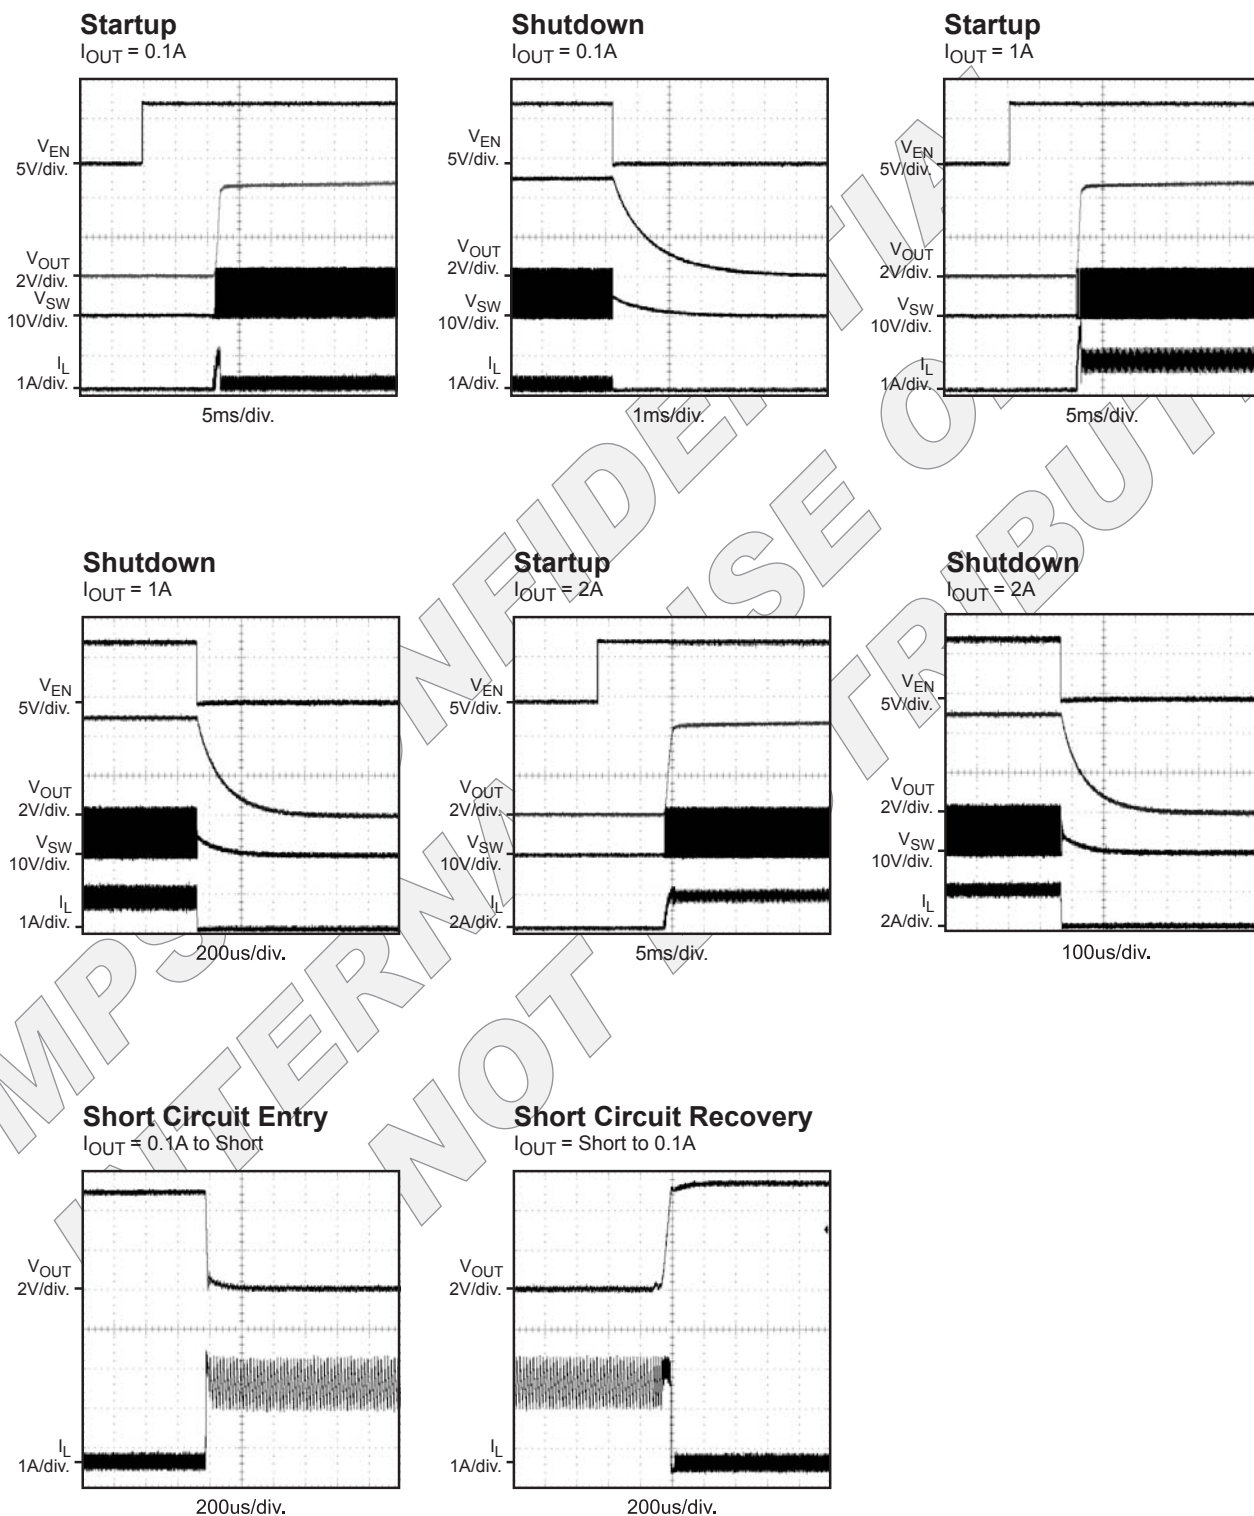 Startup
IOUT = 0.1A
VEN
5V/div.
VOUT
2V/div.
VSW
10V/div.
IL
1A/div.
5ms/div.
Shutdown
IOUT = 0.1A
VEN
5V/div.
VOUT
2V/div.
VSW
10V/div.
IL
1A/div.
1ms/div.
Startup
IOUT = 1A
VEN
5V/div.
VOUT
2V/div.
VSW
10V/div.
IL
1A/div.
5ms/div.
Shutdown
IOUT = 1A
VEN
5V/div.
VOUT
2V/div.
VSW
10V/div.
IL
1A/div.
200us/div.
Startup
IOUT = 2A
VEN
5V/div.
VOUT
2V/div.
VSW
10V/div.
IL
2A/div.
5ms/div.
Shutdown
IOUT = 2A
VEN
5V/div.
VOUT
2V/div.
VSW
10V/div.
IL
2A/div.
100us/div.
Short Circuit Entry
IOUT = 0.1A to Short
VOUT
2V/div.
IL
1A/div.
200us/div.
Short Circuit Recovery
IOUT = Short to 0.1A
VOUT
2V/div.
IL
1A/div.
200us/div.
MPS
NOT